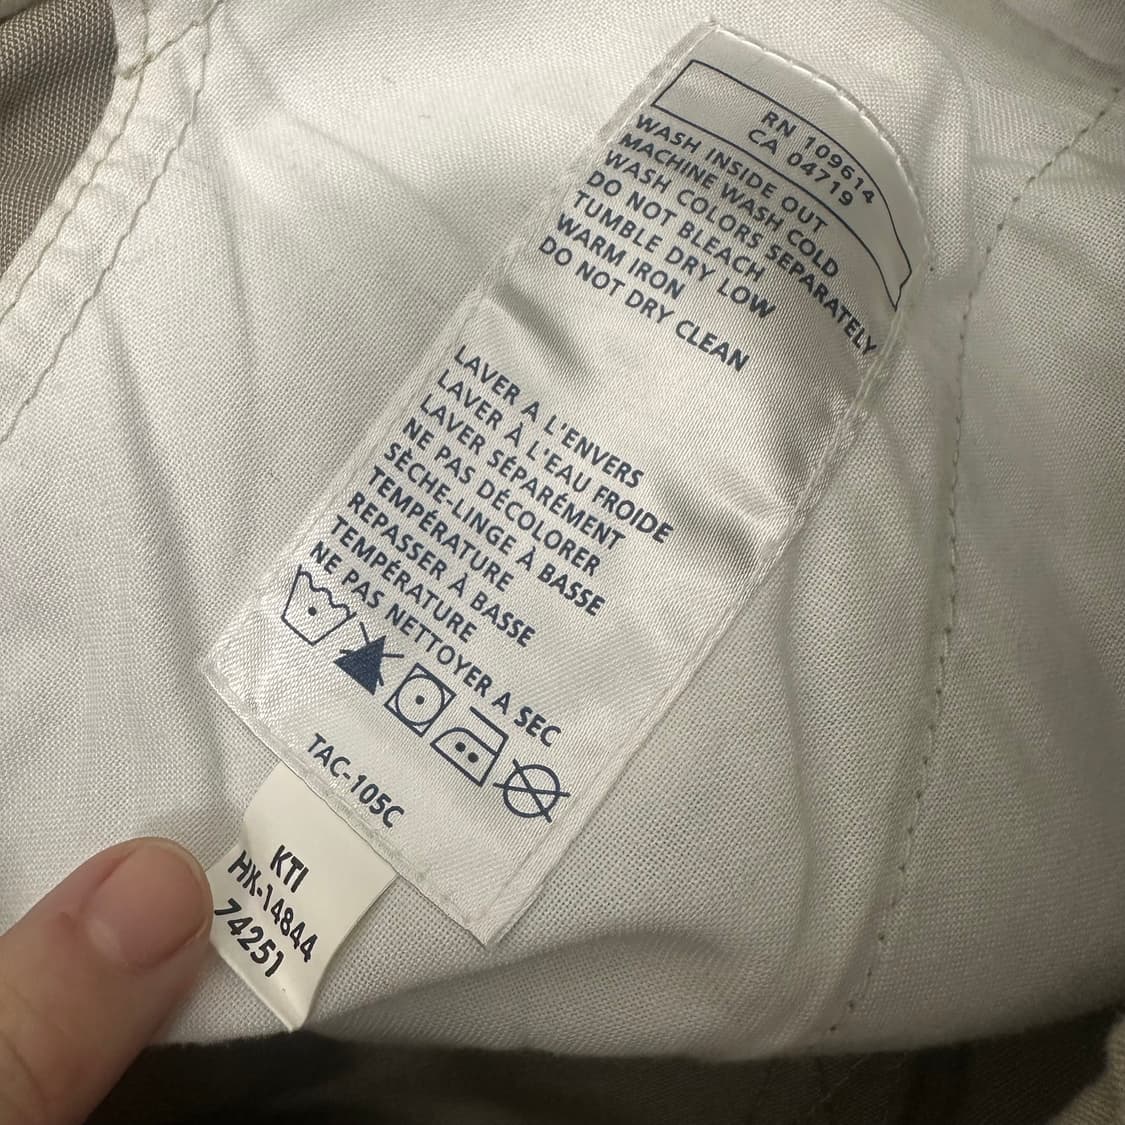 RN 109614
CA 04719
WASH INSIDE OUT
MACHINE WASH COLD
WASH COLORS SEPARATELY
DO NOT BLEACH
TUMBLE DRY LOW
WARM IRON
DO NOT DRY CLEAN
LAVER A L'ENVERS
LAVER À L'EAU FROIDE
LAVER SÉPARÉMENT
NE PAS DÉCOLORER
SÈCHE-LINGE À BASSE
TEMPÉRATURE
REPASSER À BASSE
TEMPÉRATURE
NE PAS NETTOYER A SEC
TAC-105C
KTI
HK-14844
74251